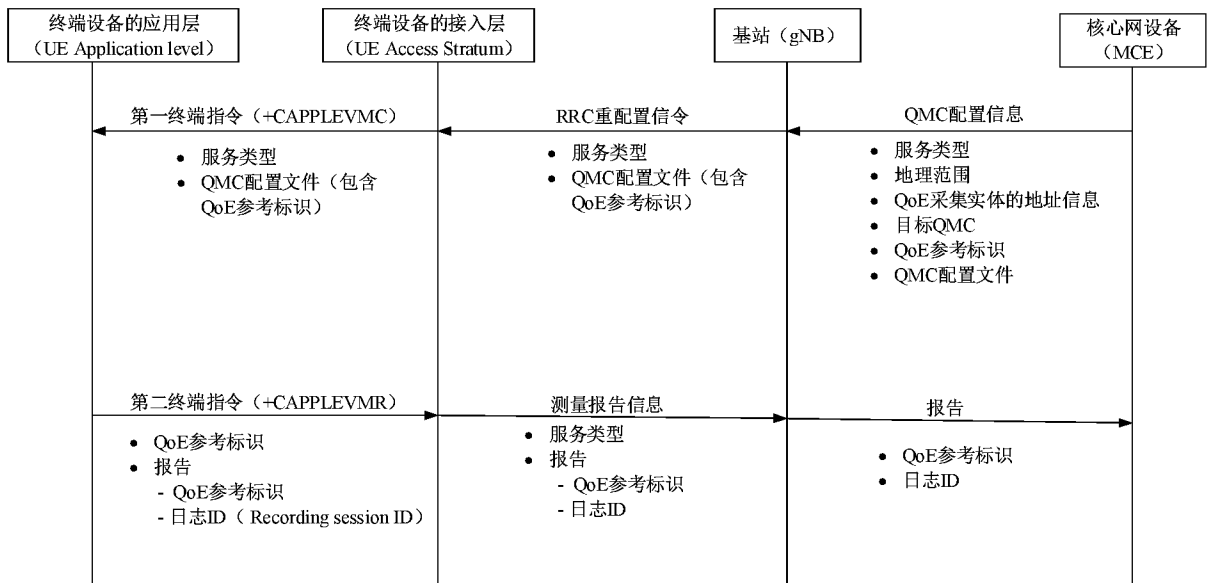 终端设备的应用层
（UE Application level）
终端设备的接入层
（UE Access Stratum）
基站（gNB）
核心网设备
（MCE）
第一终端指令（+CAPPLEVMC）
• 服务类型
• QMC配置文件（包含
QoE参考标识）
RRC重配置信令
• 服务类型
• QMC配置文件（包含
QoE参考标识）
QMC配置信息
• 服务类型
• 地理范围
• QoE采集实体的地址信息
• 目标QMC
• QoE参考标识
• QMC配置文件
第二终端指令（+CAPPLEVMR）
• QoE参考标识
• 报告
- QoE参考标识
- 日志ID（ Recording session ID）
测量报告信息
• 服务类型
• 报告
- QoE参考标识
- 日志ID
报告
• QoE参考标识
• 日志ID